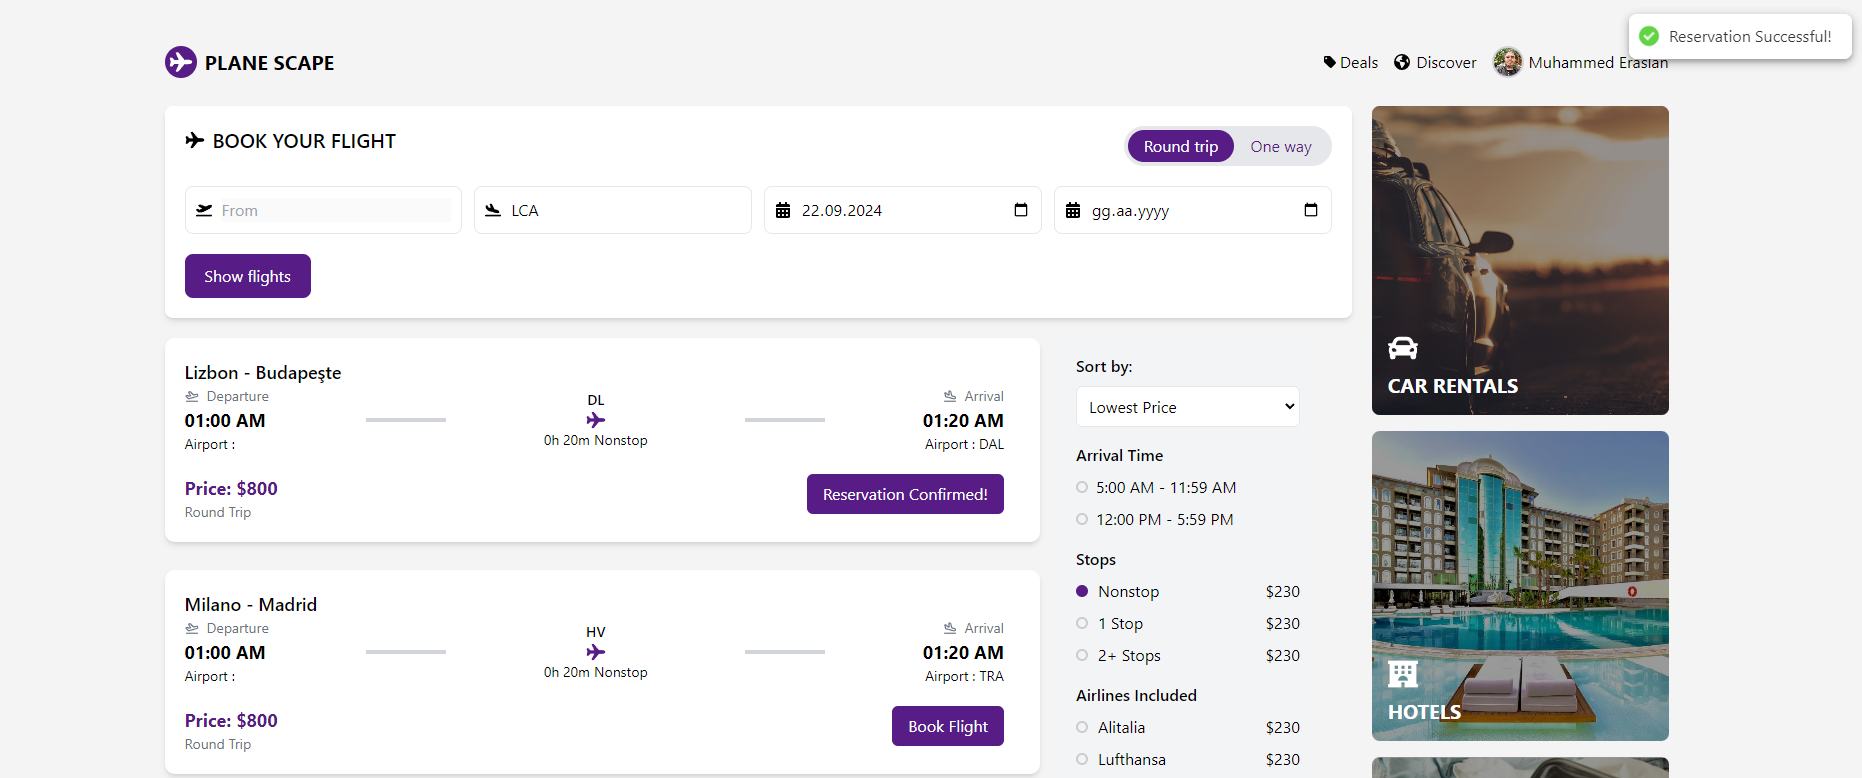 PLANE SCAPE
Deals
Discover
Muhammed Eraslan
Reservation Successful!
BOOK YOUR FLIGHT
Round trip
One way
From
LCA
22.09.2024
gg.aa.yyyy
Show flights
Lizbon - Budapeşte
Departure
01:00 AM
Airport :
DL
0h 20m Nonstop
Arrival
01:20 AM
Airport : DAL
Price: $800
Round Trip
Reservation Confirmed!
Milano - Madrid
Departure
01:00 AM
Airport :
HV
0h 20m Nonstop
Arrival
01:20 AM
Airport : TRA
Price: $800
Round Trip
Book Flight
Sort by:
Lowest Price
Arrival Time
5:00 AM - 11:59 AM
12:00 PM - 5:59 PM
Stops
Nonstop $230
1 Stop $230
2+ Stops $230
Airlines Included
Alitalia $230
Lufthansa $230
CAR RENTALS
HOTELS